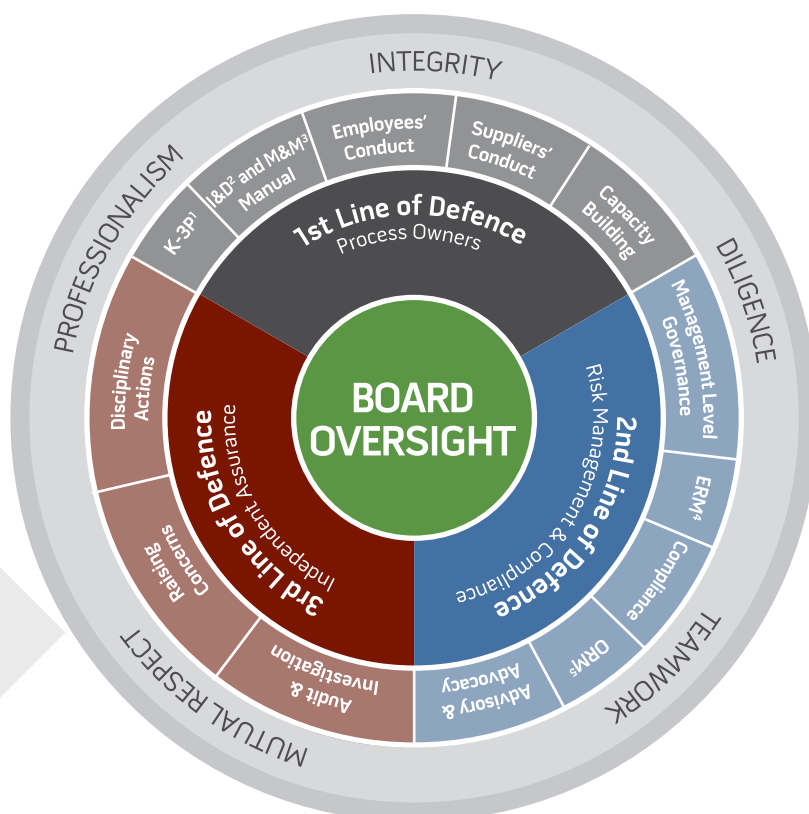 INTEGRITY
DILIGENCE
TEAMWORK
MUTUAL RESPECT
PROFESSIONALISM
K-3P¹
I&D² and M&M³
Manual
Employees’
Conduct
Suppliers’
Conduct
Capacity
Building
Management Level
Governance
ERM⁴
Compliance
ORM⁵
Advisory &
Advocacy
Audit &
Investigation
Raising
Concerns
Disciplinary
Actions
1st Line of Defence
Process Owners
2nd Line of Defence
Risk Management & Compliance
3rd Line of Defence
Independent Assurance
BOARD
OVERSIGHT